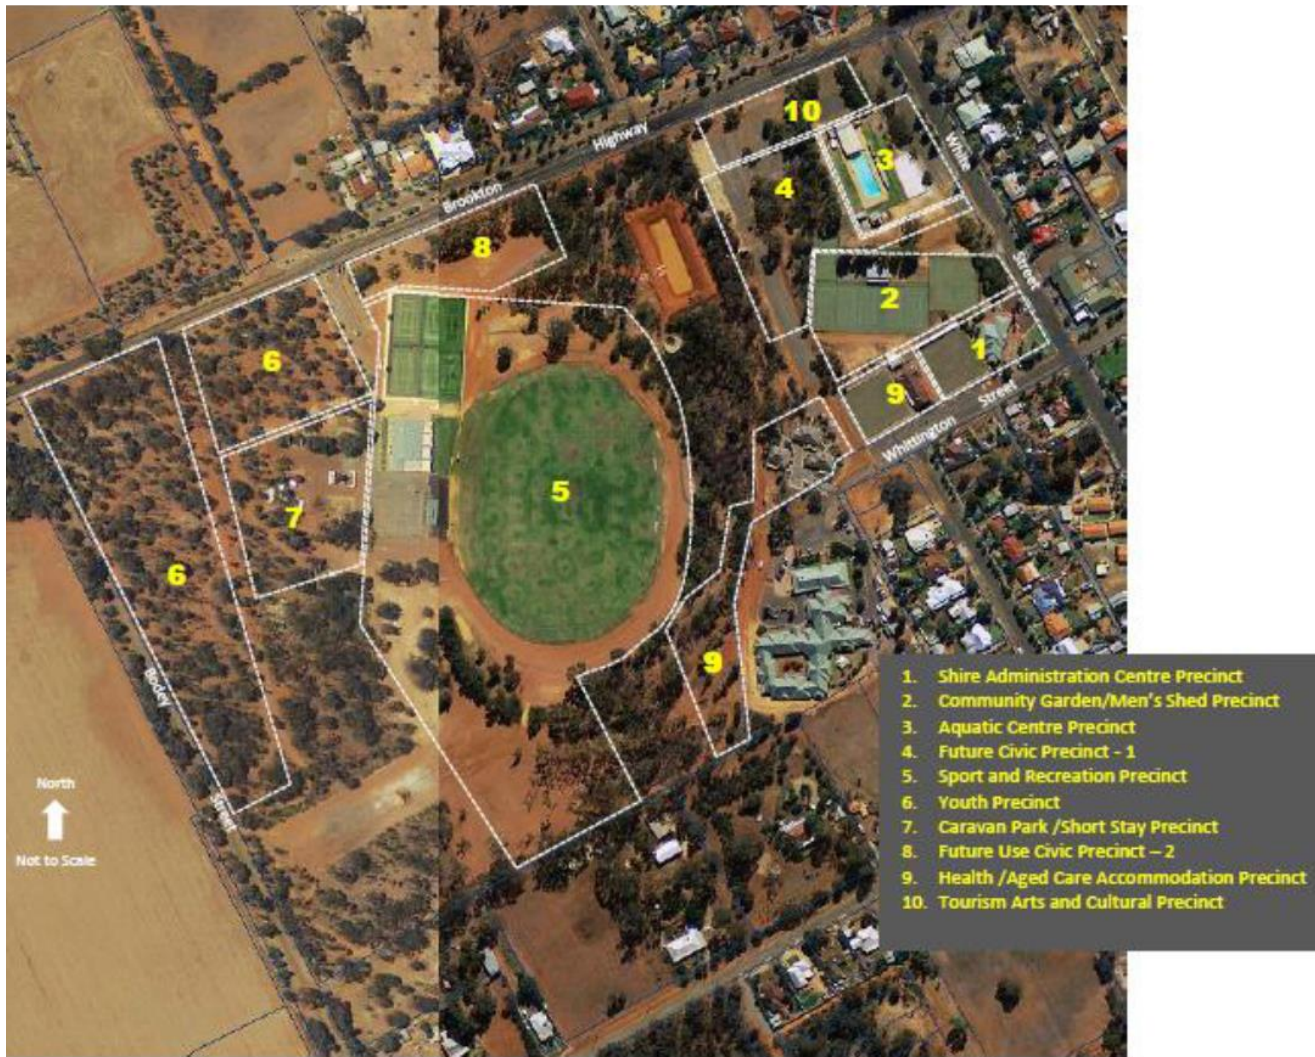 10
Highway
White
3
4
Brookton
8
Street
2
1
6
Street
9
Whittington
5
7
6
9
Bodey
North
Street
Not to Scale
1. Shire Administration Centre Precinct
2. Community Garden/Men's Shed Precinct
3. Aquatic Centre Precinct
4. Future Civic Precinct - 1
5. Sport and Recreation Precinct
6. Youth Precinct
7. Caravan Park /Short Stay Precinct
8. Future Use Civic Precinct – 2
9. Health /Aged Care Accommodation Precinct
10. Tourism Arts and Cultural Precinct